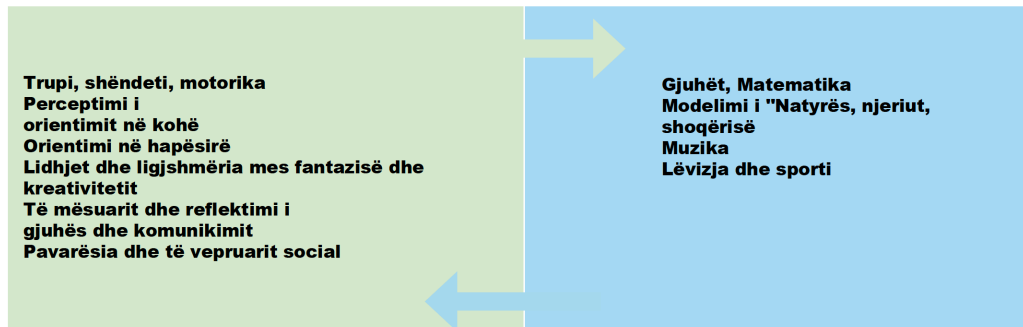 Trupi, shëndeti, motorika
Perceptimi i
orientimit në kohë
Orientimi në hapësirë
Lidhjet dhe ligjshmëria mes fantazisë dhe
kreativitetit
Të mësuarit dhe reflektimi i
gjuhës dhe komunikimit
Pavarësia dhe të vepruarit social
Gjuhët, Matematika
Modelimi i "Natyrës, njeriut,
shoqërisë
Muzika
Lëvizja dhe sporti